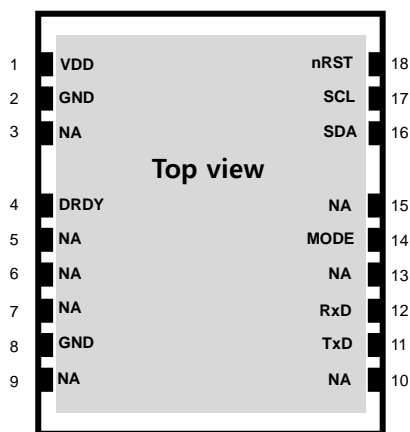 1 VDD nRST 18
2 GND SCL 17
3 NA SDA 16
Top view
4 DRDY NA 15
5 NA MODE 14
6 NA NA 13
7 NA RxD 12
8 GND TxD 11
9 NA NA 10